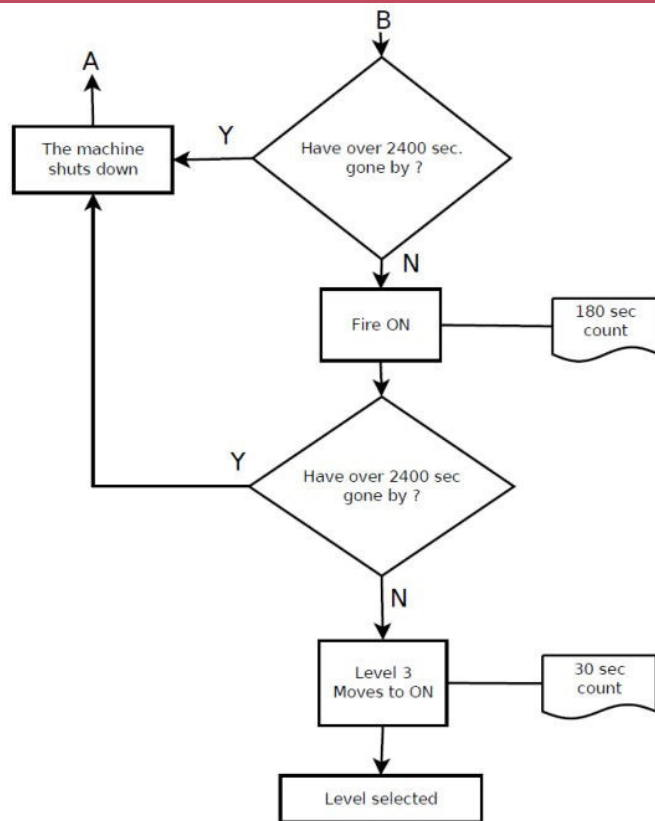 B
A
Y
The machine
shuts down
Have over 2400 sec.
gone by ?
N
Fire ON
180 sec
count
Y
Have over 2400 sec
gone by ?
N
Level 3
Moves to ON
30 sec
count
Level selected